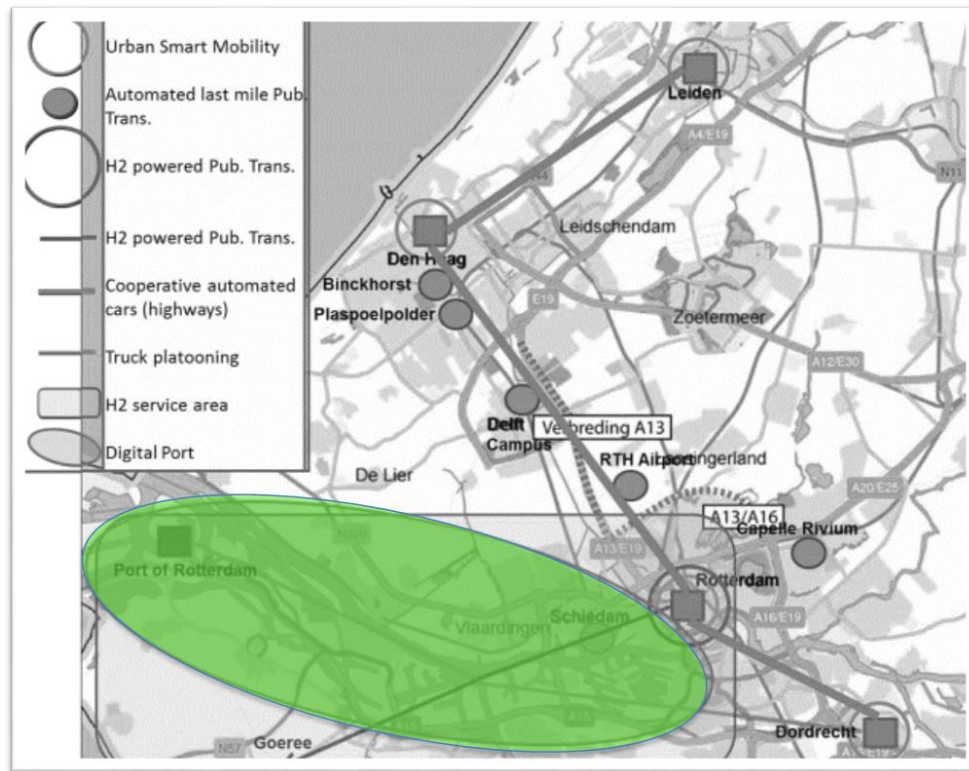 Urban Smart Mobility
Automated last mile Pub.
Trans.
H2 powered Pub. Trans.
H2 powered Pub. Trans.
Cooperative automated
cars (highways)
Truck platooning
H2 service area
Digital Port
Leiden
A4/E19
N11
Leidschendam
Den Haag
Binckhorst
Plaspoelpolder
E19
Zoetermeer
A12/E30
Delft
Campus
Verbreding A13
RTH Airport
De Lier
A20/E25
A13/A16
Capelle Rivium
A13/E19
Port of Rotterdam
Rotterdam
Schiedam
Vlaardingen
A16/E19
A15
N57
Goeree
Dordrecht